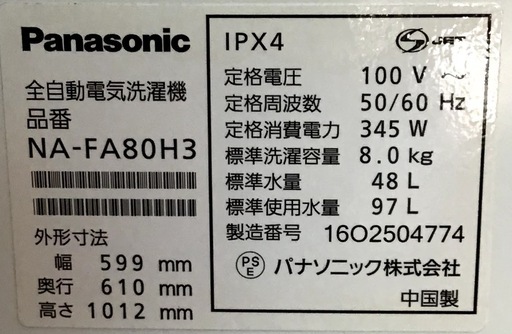 Panasonic
全自動電気洗濯機
品番
NA-FA80H3
外形寸法
幅 599 mm
奥行 610 mm
高さ 1012 mm
IPX4
S JET
定格電圧 100 V ~
定格周波数 50/60 Hz
定格消費電力 345 W
標準洗濯容量 8.0 kg
標準水量 48 L
標準使用水量 97 L
製造番号 16O2504774
PS
E パナソニック株式会社
中国製